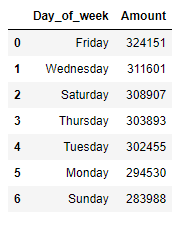 Day_of_week Amount
0 Friday 324151
1 Wednesday 311601
2 Saturday 308907
3 Thursday 303893
4 Tuesday 302455
5 Monday 294530
6 Sunday 283988